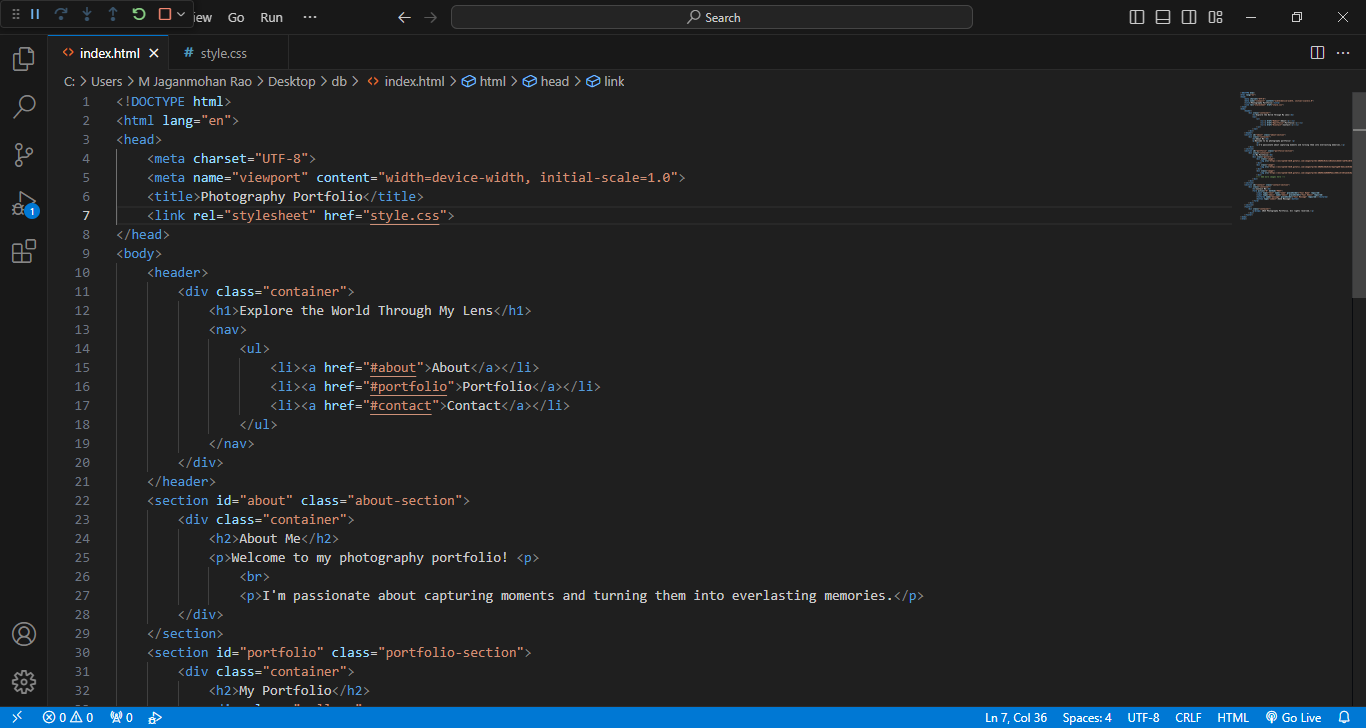 iew Go Run ··· Search
index.html style.css
C: > Users > M Jaganmohan Rao > Desktop > db > index.html > html > head > link
1 <!DOCTYPE html>
2 <html lang="en">
3 <head>
4 <meta charset="UTF-8">
5 <meta name="viewport" content="width=device-width, initial-scale=1.0">
6 <title>Photography Portfolio</title>
7 <link rel="stylesheet" href="style.css">
8 </head>
9 <body>
10 <header>
11 <div class="container">
12 <h1>Explore the World Through My Lens</h1>
13 <nav>
14 <ul>
15 <li><a href="#about">About</a></li>
16 <li><a href="#portfolio">Portfolio</a></li>
17 <li><a href="#contact">Contact</a></li>
18 </ul>
19 </nav>
20 </div>
21 </header>
22 <section id="about" class="about-section">
23 <div class="container">
24 <h2>About Me</h2>
25 <p>Welcome to my photography portfolio! <p>
26 <br>
27 <p>I'm passionate about capturing moments and turning them into everlasting memories.</p>
28 </div>
29 </section>
30 <section id="portfolio" class="portfolio-section">
31 <div class="container">
32 <h2>My Portfolio</h2>
1
0 0 0 Ln 7, Col 36 Spaces: 4 UTF-8 CRLF HTML Go Live